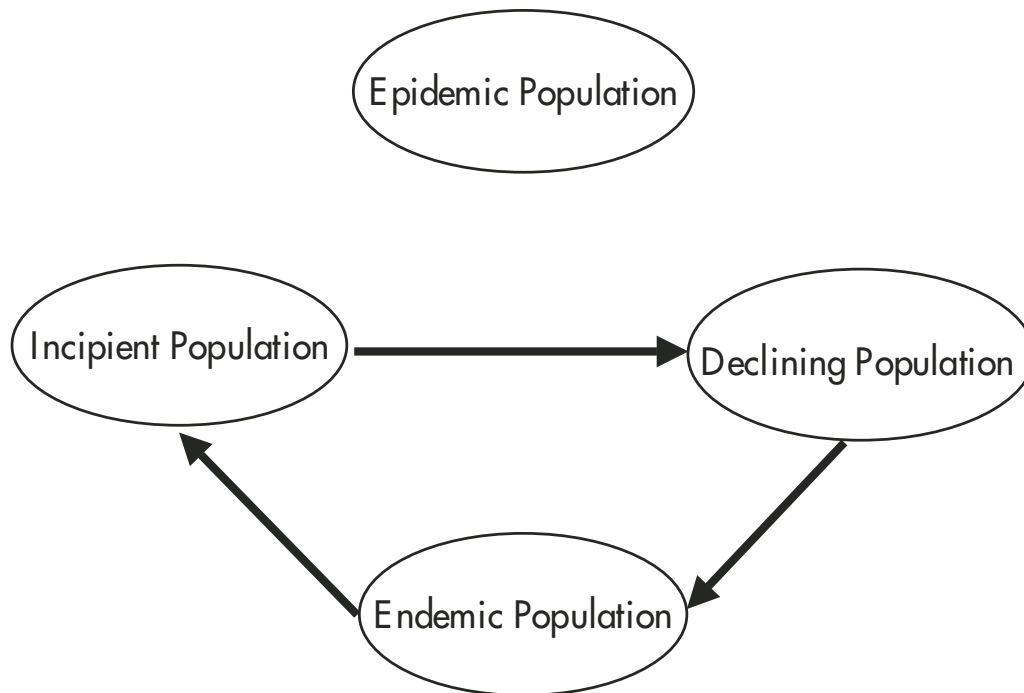 Epidemic Population
Incipient Population
Declining Population
Endemic Population